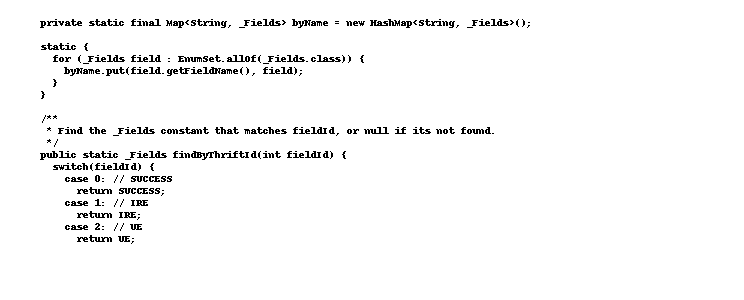 private static final Map<String, _Fields> byName = new HashMap<String, _Fields>();
static {
for (_Fields field : EnumSet.allOf(_Fields.class)) {
byName.put(field.getFieldName(), field);
}
}
/**
* Find the _Fields constant that matches fieldId, or null if its not found.
*/
public static _Fields findByThriftId(int fieldId) {
switch(fieldId) {
case 0: // SUCCESS
return SUCCESS;
case 1: // IRE
return IRE;
case 2: // UE
return UE;